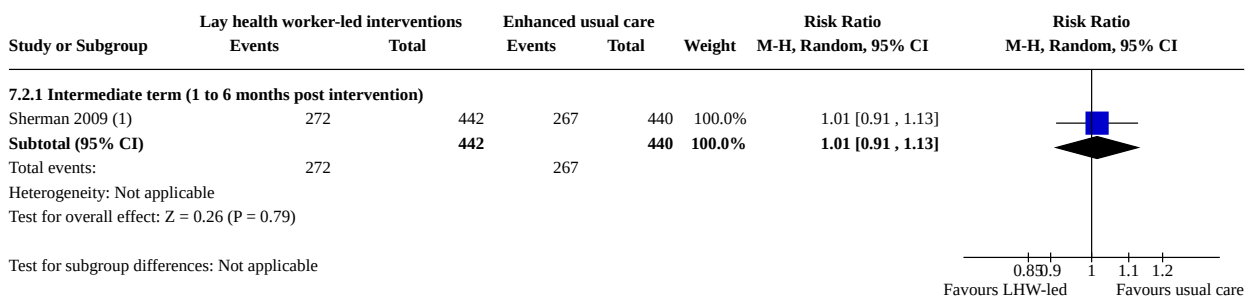 Lay health worker-led interventions Enhanced usual care Risk Ratio Risk Ratio
Study or Subgroup Events Total Events Total Weight M-H, Random, 95% CI M-H, Random, 95% CI
7.2.1 Intermediate term (1 to 6 months post intervention)
Sherman 2009 (1) 272 442 267 440 100.0% 1.01 [0.91 , 1.13]
Subtotal (95% CI) 442 440 100.0% 1.01 [0.91 , 1.13]
Total events: 272 267
Heterogeneity: Not applicable
Test for overall effect: Z = 0.26 (P = 0.79)
Test for subgroup differences: Not applicable
0.85 0.9 1 1.1 1.2
Favours LHW-led Favours usual care